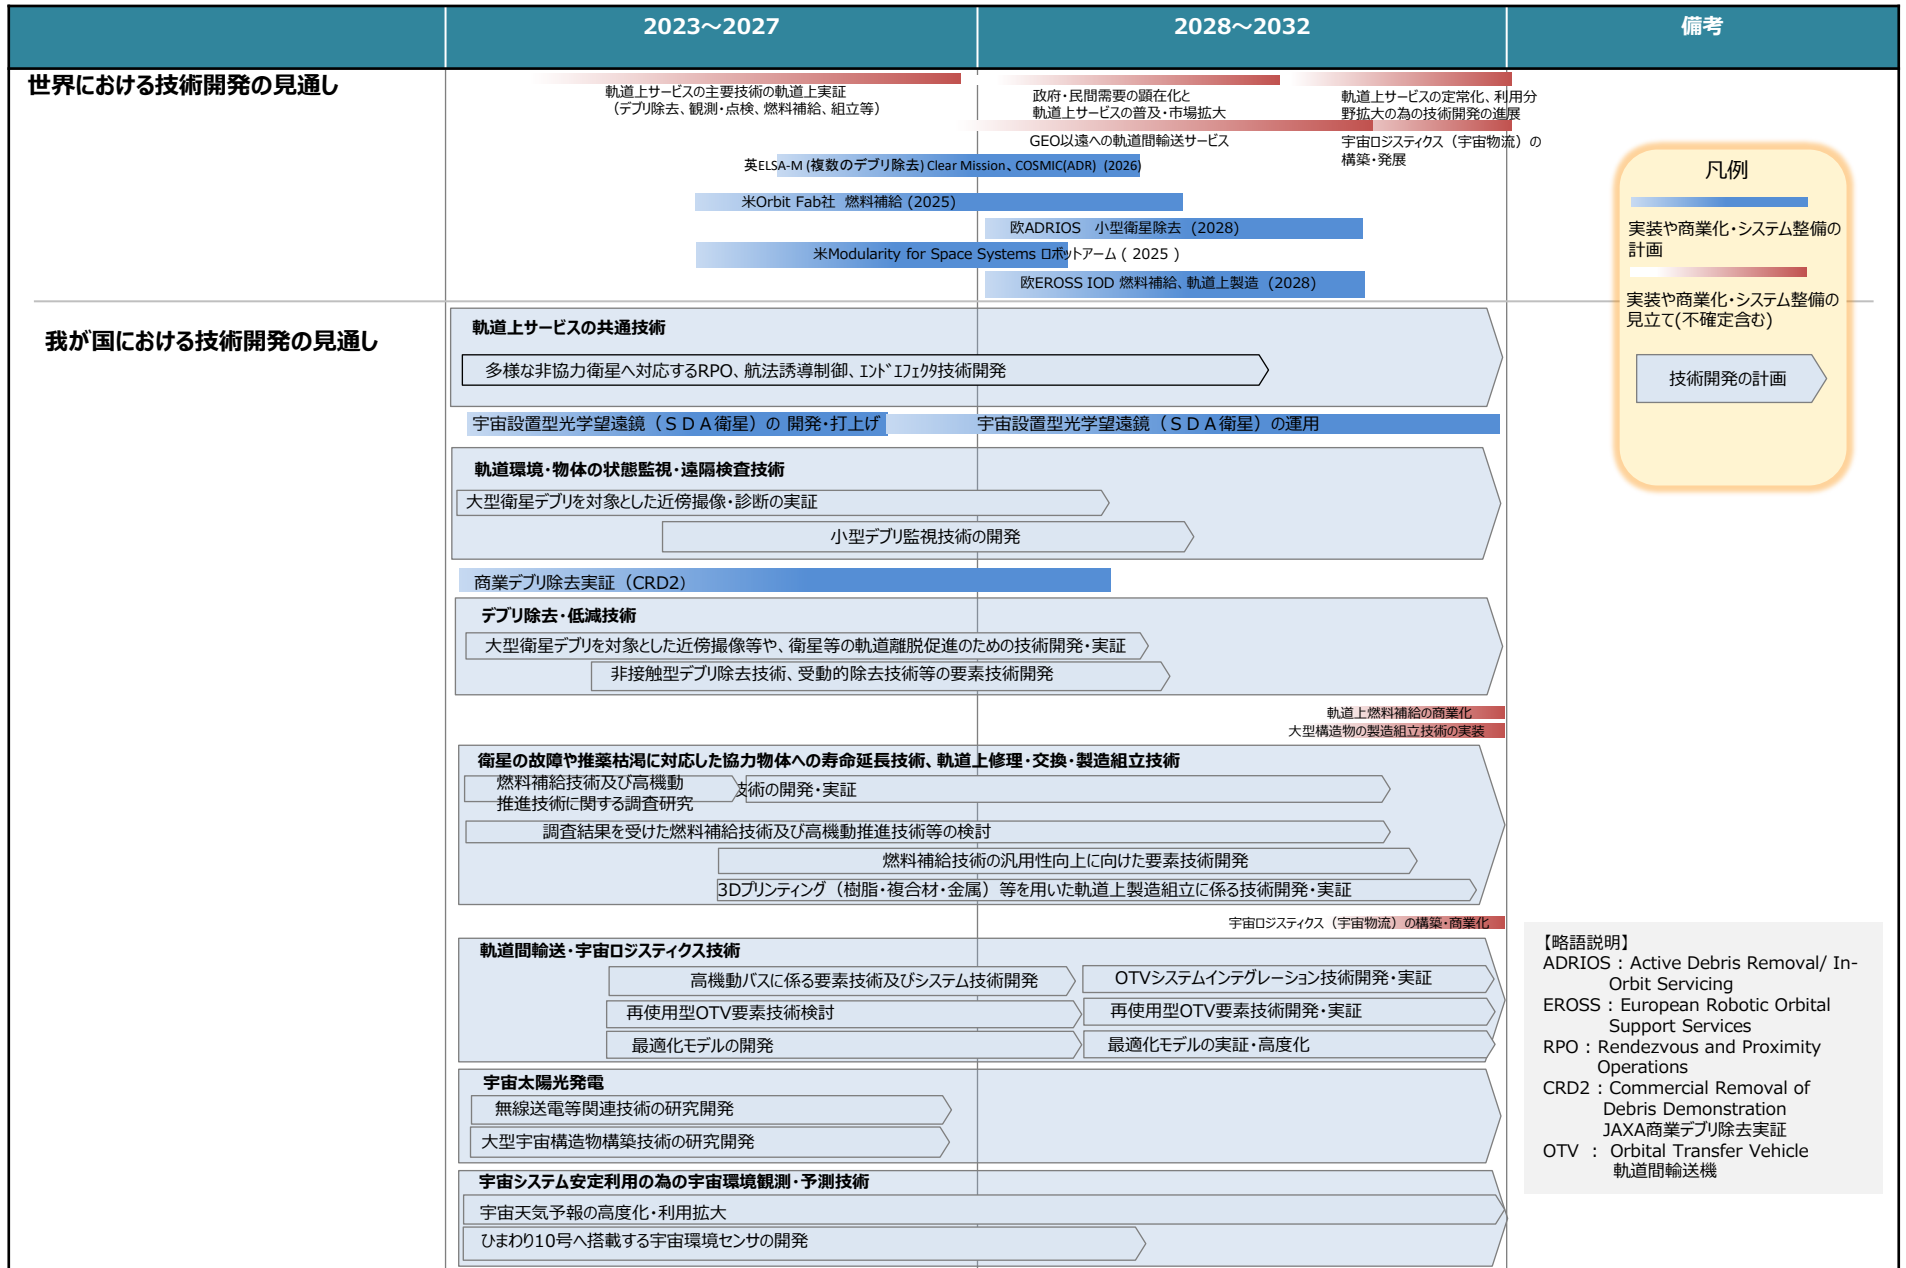 2023～2027
2028～2032
備考
世界における技術開発の見通し
軌道上サービスの主要技術の軌道上実証
（デブリ除去、観測・点検、燃料補給、組立等）
政府・民間需要の顕在化と
軌道上サービスの普及・市場拡大
軌道上サービスの定常化、利用分
野拡大の為の技術開発の進展
GEO以遠への軌道間輸送サービス
宇宙ロジスティクス（宇宙物流）の
構築・発展
英ELSA-M (複数のデブリ除去) Clear Mission、COSMIC(ADR)（2026)
米Orbit Fab社 燃料補給 (2025)
欧ADRIOS 小型衛星除去 (2028)
米Modularity for Space Systems ロボットアーム ( 2025 )
欧EROSS IOD 燃料補給、軌道上製造 (2028)
凡例
実装や商業化・システム整備の
計画
実装や商業化・システム整備の
見立て(不確定含む)
技術開発の計画
我が国における技術開発の見通し
軌道上サービスの共通技術
多様な非協力衛星へ対応するRPO、航法誘導制御、ｴﾝﾄﾞｴﾌｪｸﾀ技術開発
宇宙設置型光学望遠鏡（ＳＤＡ衛星）の 開発・打上げ
宇宙設置型光学望遠鏡（ＳＤＡ衛星）の運用
軌道環境・物体の状態監視・遠隔検査技術
大型衛星デブリを対象とした近傍撮像・診断の実証
小型デブリ監視技術の開発
商業デブリ除去実証（CRD2）
デブリ除去・低減技術
大型衛星デブリを対象とした近傍撮像等や、衛星等の軌道離脱促進のための技術開発・実証
非接触型デブリ除去技術、受動的除去技術等の要素技術開発
軌道上燃料補給の商業化
大型構造物の製造組立技術の実装
衛星の故障や推薬枯渇に対応した協力物体への寿命延長技術、軌道上修理・交換・製造組立技術
燃料補給技術及び高機動
推進技術に関する調査研究
技術の開発・実証
調査結果を受けた燃料補給技術及び高機動推進技術等の検討
燃料補給技術の汎用性向上に向けた要素技術開発
3Dプリンティング（樹脂・複合材・金属）等を用いた軌道上製造組立に係る技術開発・実証
宇宙ロジスティクス（宇宙物流）の構築・商業化
軌道間輸送・宇宙ロジスティクス技術
高機動バスに係る要素技術及びシステム技術開発
OTVシステムインテグレーション技術開発・実証
再使用型OTV要素技術検討
再使用型OTV要素技術開発・実証
最適化モデルの開発
最適化モデルの実証・高度化
宇宙太陽光発電
無線送電等関連技術の研究開発
大型宇宙構造物構築技術の研究開発
宇宙システム安定利用の為の宇宙環境観測・予測技術
宇宙天気予報の高度化・利用拡大
ひまわり10号へ搭載する宇宙環境センサの開発
【略語説明】
ADRIOS：Active Debris Removal/ In-
Orbit Servicing
EROSS：European Robotic Orbital
Support Services
RPO：Rendezvous and Proximity
Operations
CRD2：Commercial Removal of
Debris Demonstration
JAXA商業デブリ除去実証
OTV ： Orbital Transfer Vehicle
軌道間輸送機